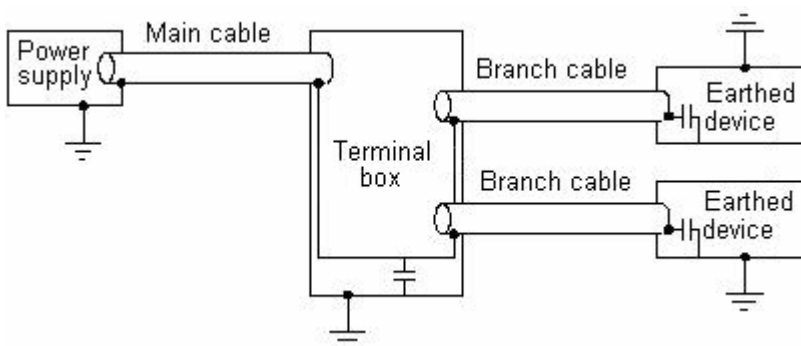 Power
supply
Main cable
Terminal
box
Branch cable
Earthed
device
Branch cable
Earthed
device